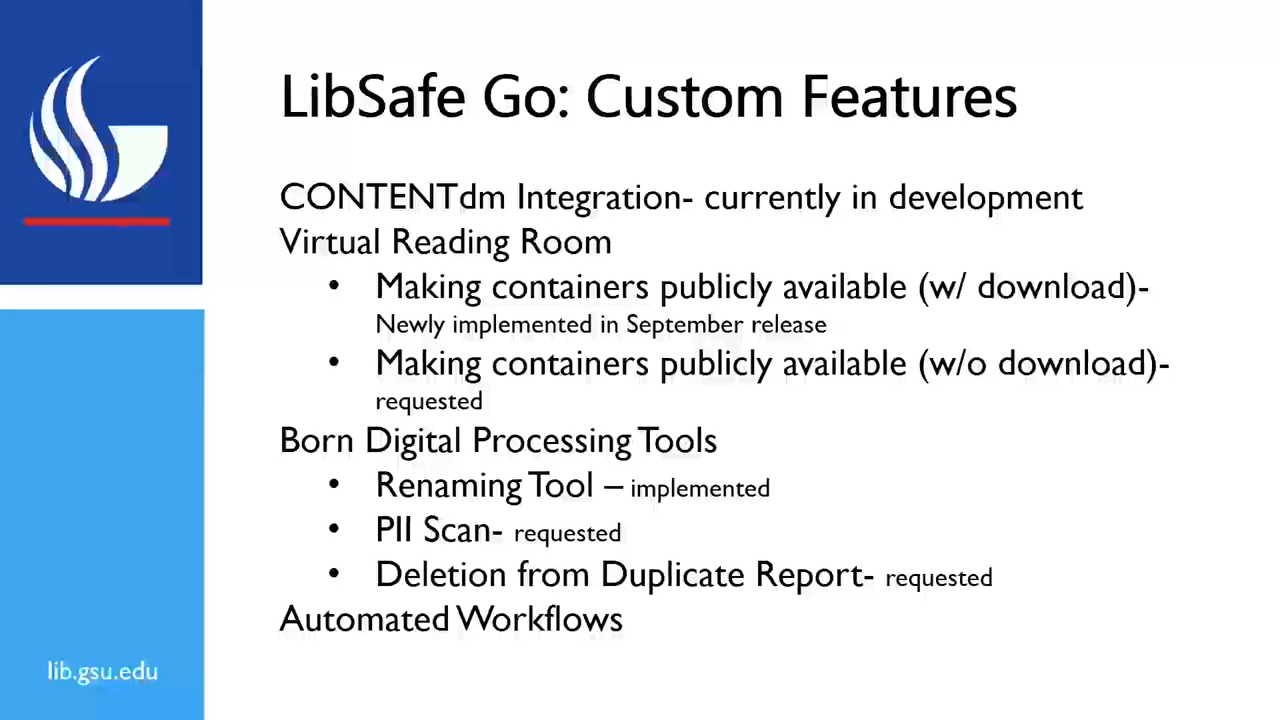 LibSafe Go: Custom Features
CONTENTdm Integration- currently in development
Virtual Reading Room
• Making containers publicly available (w/ download)-
Newly implemented in September release
• Making containers publicly available (w/o download)-
requested
Born Digital Processing Tools
• Renaming Tool – implemented
• PII Scan- requested
• Deletion from Duplicate Report- requested
Automated Workflows
lib.gsu.edu